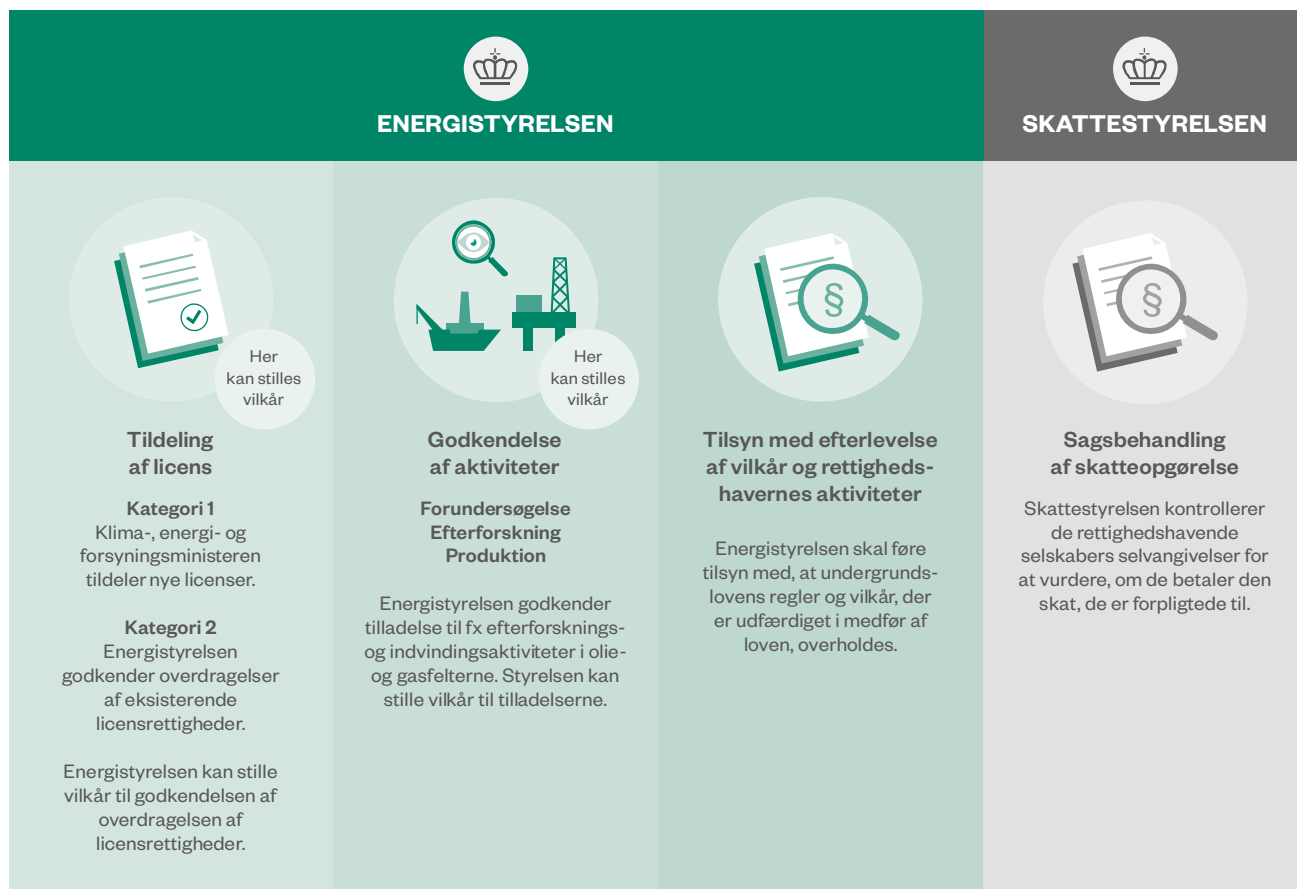 ENERGISTYRELSEN
SKATTESTYRELSEN
Her
kan stilles
vilkår
Tildeling
af licens
Kategori 1
Klima-, energi- og
forsyningsministeren
tildeler nye licenser.
Kategori 2
Energistyrelsen
godkender overdragelser
af eksisterende
licensrettigheder.
Energistyrelsen kan stille
vilkår til godkendelsen af
overdragelsen af
licensrettigheder.
Her
kan stilles
vilkår
Godkendelse
af aktiviteter
Forundersøgelse
Efterforskning
Produktion
Energistyrelsen godkender
tilladelse til fx efterforsknings-
og indvindingsaktiviteter i olie-
og gasfelterne. Styrelsen kan
stille vilkår til tilladelserne.
§
Tilsyn med efterlevelse
af vilkår og rettigheds-
havernes aktiviteter
Energistyrelsen skal føre
tilsyn med, at undergrunds-
lovens regler og vilkår, der
er udfærdiget i medfør af
loven, overholdes.
§
Sagsbehandling
af skatteopgørelse
Skattestyrelsen kontrollerer
de rettighedshavende
selskabers selvangivelser for
at vurdere, om de betaler den
skat, de er forpligtede til.